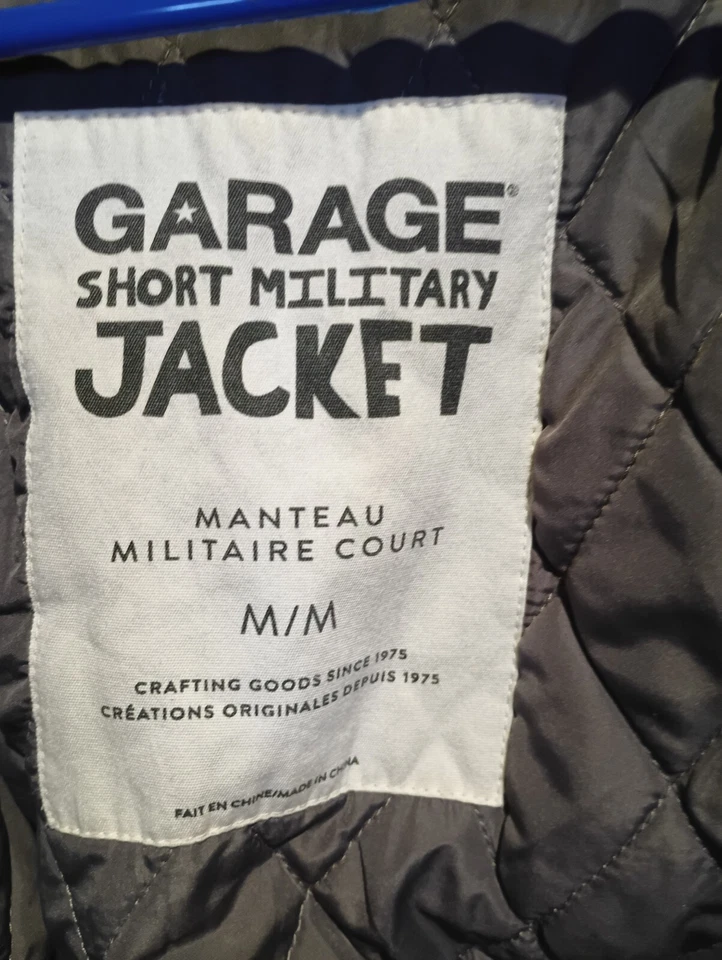 GARAGE®
SHORT MILITARY
JACKET
MANTEAU
MILITAIRE COURT
M/M
CRAFTING GOODS SINCE 1975
CRÉATIONS ORIGINALES DEPUIS 1975
FAIT EN CHINE/MADE IN CHINA